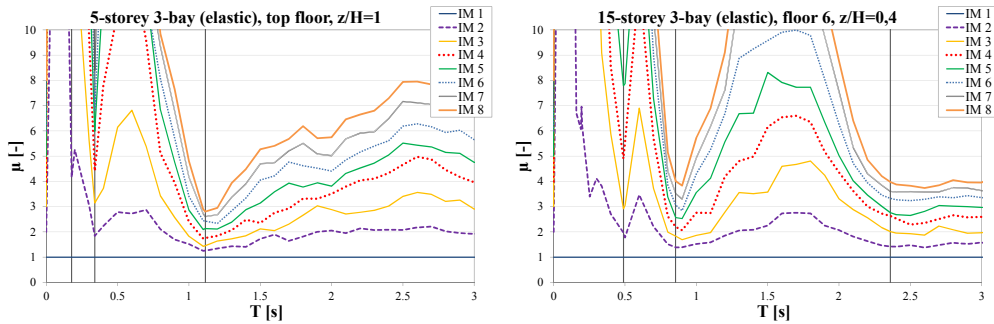 5-storey 3-bay (elastic), top floor, z/H=1
10
9
8
7
6
5
4
3
2
1
0
μ [-]
0
0.5
1
1.5
2
2.5
3
T [s]
IM 1
IM 2
IM 3
IM 4
IM 5
IM 6
IM 7
IM 8
15-storey 3-bay (elastic), floor 6, z/H=0,4
10
9
8
7
6
5
4
3
2
1
0
μ [-]
0
0.5
1
1.5
2
2.5
3
T [s]
IM 1
IM 2
IM 3
IM 4
IM 5
IM 6
IM 7
IM 8